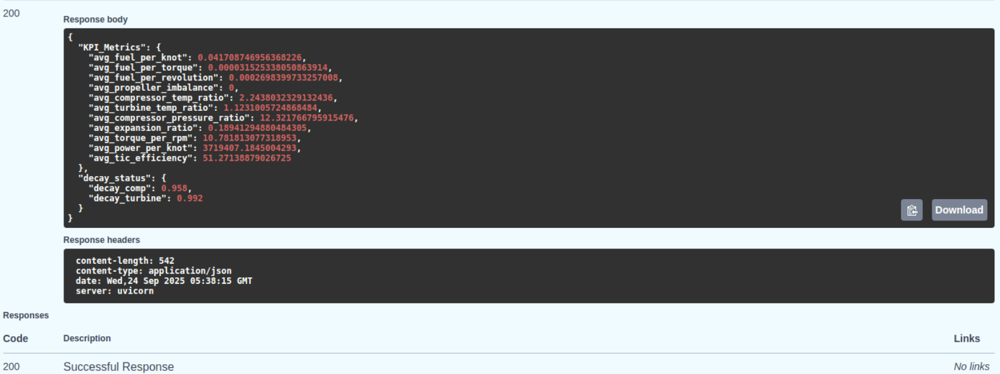 200
Response body
{
  "KPI_Metrics": {
    "avg_fuel_per_knot": 0.041708746956368226,
    "avg_fuel_per_torque": 0.000031525338050863914,
    "avg_fuel_per_revolution": 0.0002698399733257008,
    "avg_propeller_imbalance": 0,
    "avg_compressor_temp_ratio": 2.2438032329132436,
    "avg_turbine_temp_ratio": 1.1231005724868484,
    "avg_compressor_pressure_ratio": 12.321766795915476,
    "avg_expansion_ratio": 0.18941294880484305,
    "avg_torque_per_rpm": 10.781813077318953,
    "avg_power_per_knot": 3719407.1845004293,
    "avg_tic_efficiency": 51.27138879026725
  },
  "decay_status": {
    "decay_comp": 0.958,
    "decay_turbine": 0.992
  }
}
Download
Response headers
content-length: 542
content-type: application/json
date: Wed,24 Sep 2025 05:38:15 GMT
server: uvicorn
Responses
Code Description Links
200 Successful Response No links